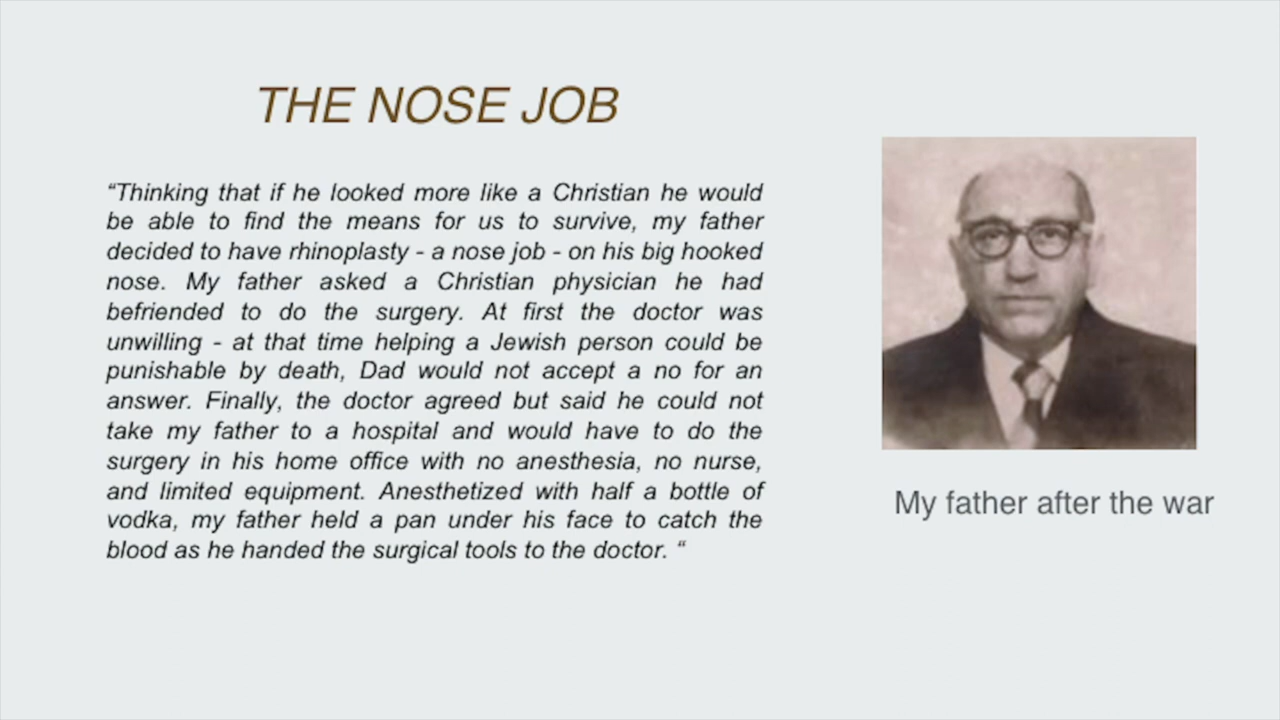 THE NOSE JOB
“Thinking that if he looked more like a Christian he would
be able to find the means for us to survive, my father
decided to have rhinoplasty - a nose job - on his big hooked
nose. My father asked a Christian physician he had
befriended to do the surgery. At first the doctor was
unwilling - at that time helping a Jewish person could be
punishable by death, Dad would not accept a no for an
answer. Finally, the doctor agreed but said he could not
take my father to a hospital and would have to do the
surgery in his home office with no anesthesia, no nurse,
and limited equipment. Anesthetized with half a bottle of
vodka, my father held a pan under his face to catch the
blood as he handed the surgical tools to the doctor. “
My father after the war